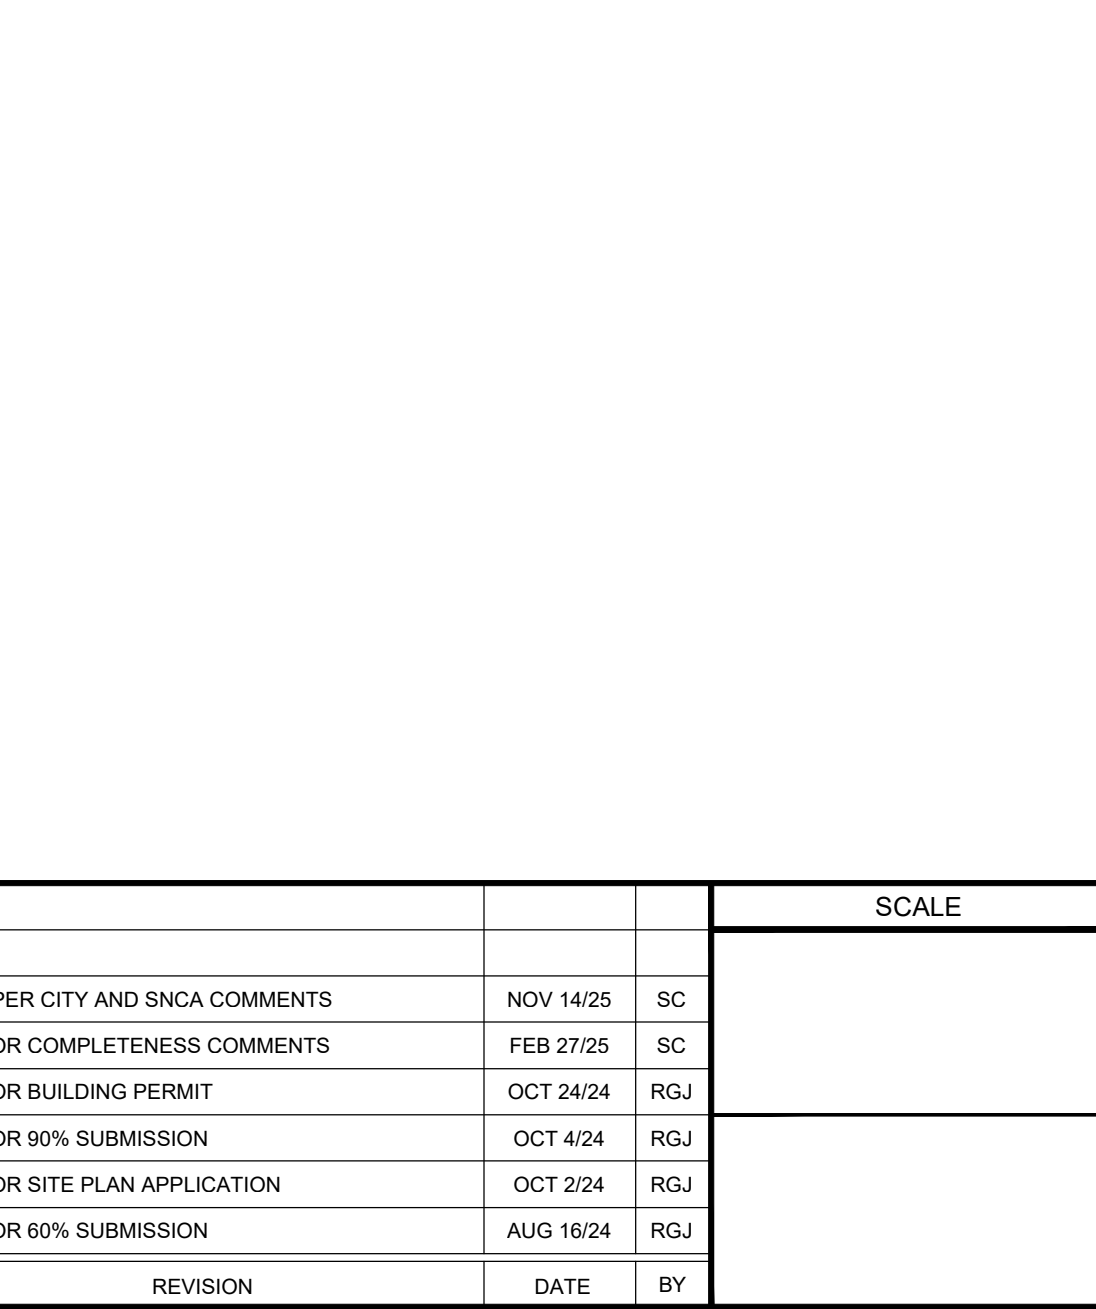 SCALE
PER CITY AND SNCA COMMENTS NOV 14/25 SC
OR COMPLETENESS COMMENTS FEB 27/25 SC
OR BUILDING PERMIT OCT 24/24 RGJ
OR 90% SUBMISSION OCT 4/24 RGJ
OR SITE PLAN APPLICATION OCT 2/24 RGJ
OR 60% SUBMISSION AUG 16/24 RGJ
REVISION DATE BY